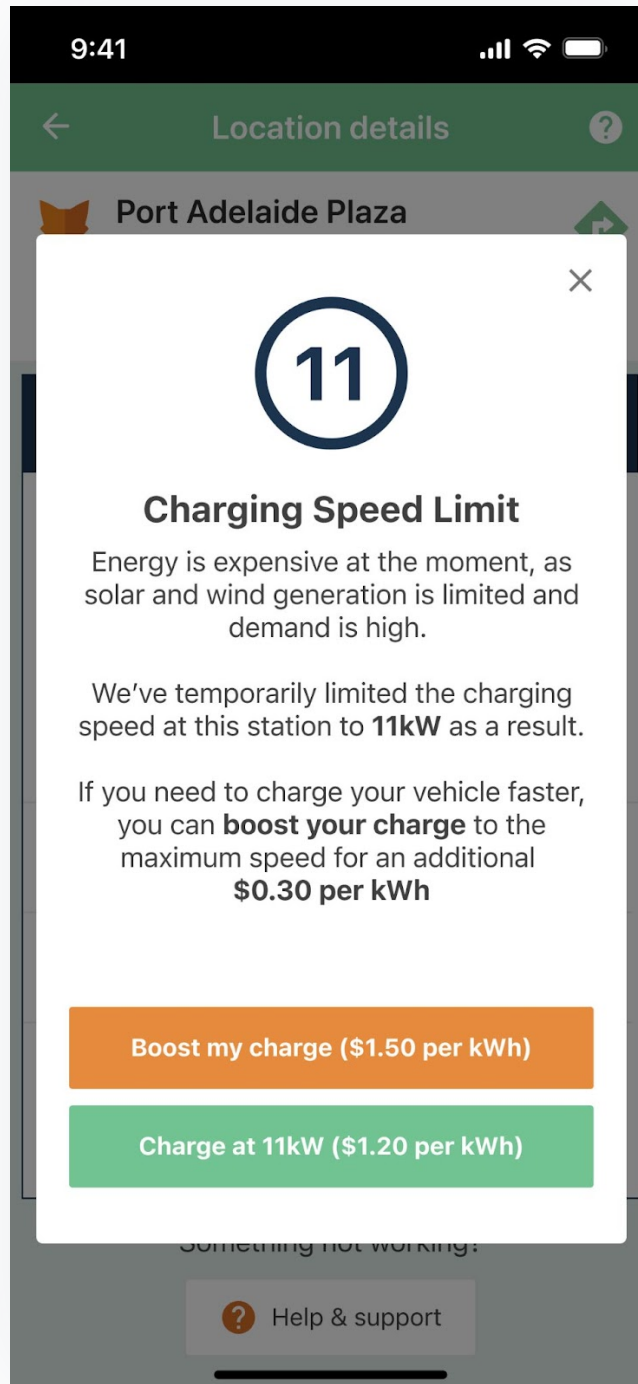 9:41
Location details
?
Port Adelaide Plaza
11
Charging Speed Limit
Energy is expensive at the moment, as
solar and wind generation is limited and
demand is high.
We’ve temporarily limited the charging
speed at this station to 11kW as a result.
If you need to charge your vehicle faster,
you can boost your charge to the
maximum speed for an additional
$0.30 per kWh
Boost my charge ($1.50 per kWh)
Charge at 11kW ($1.20 per kWh)
Something not working?
? Help & support